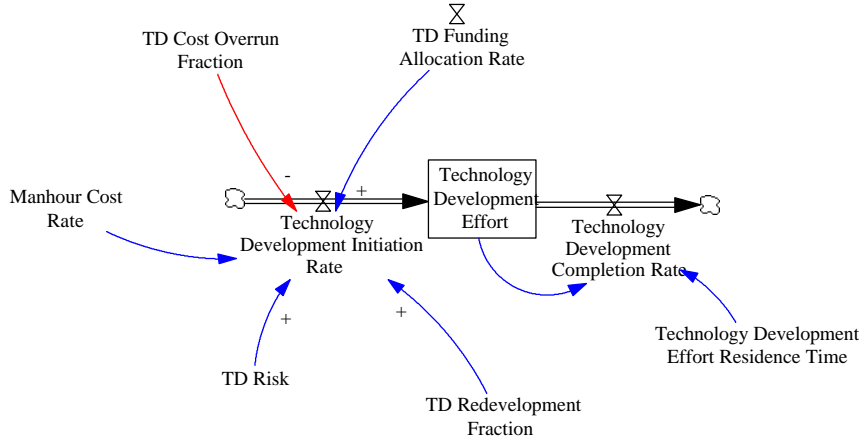 TD Cost Overrun
Fraction
TD Funding
Allocation Rate
-
+
Manhour Cost
Rate
Technology
Development
Effort
Technology
Development Initiation
Rate
Technology
Development
Completion Rate
+
+
TD Risk
Technology Development
Effort Residence Time
TD Redevelopment
Fraction